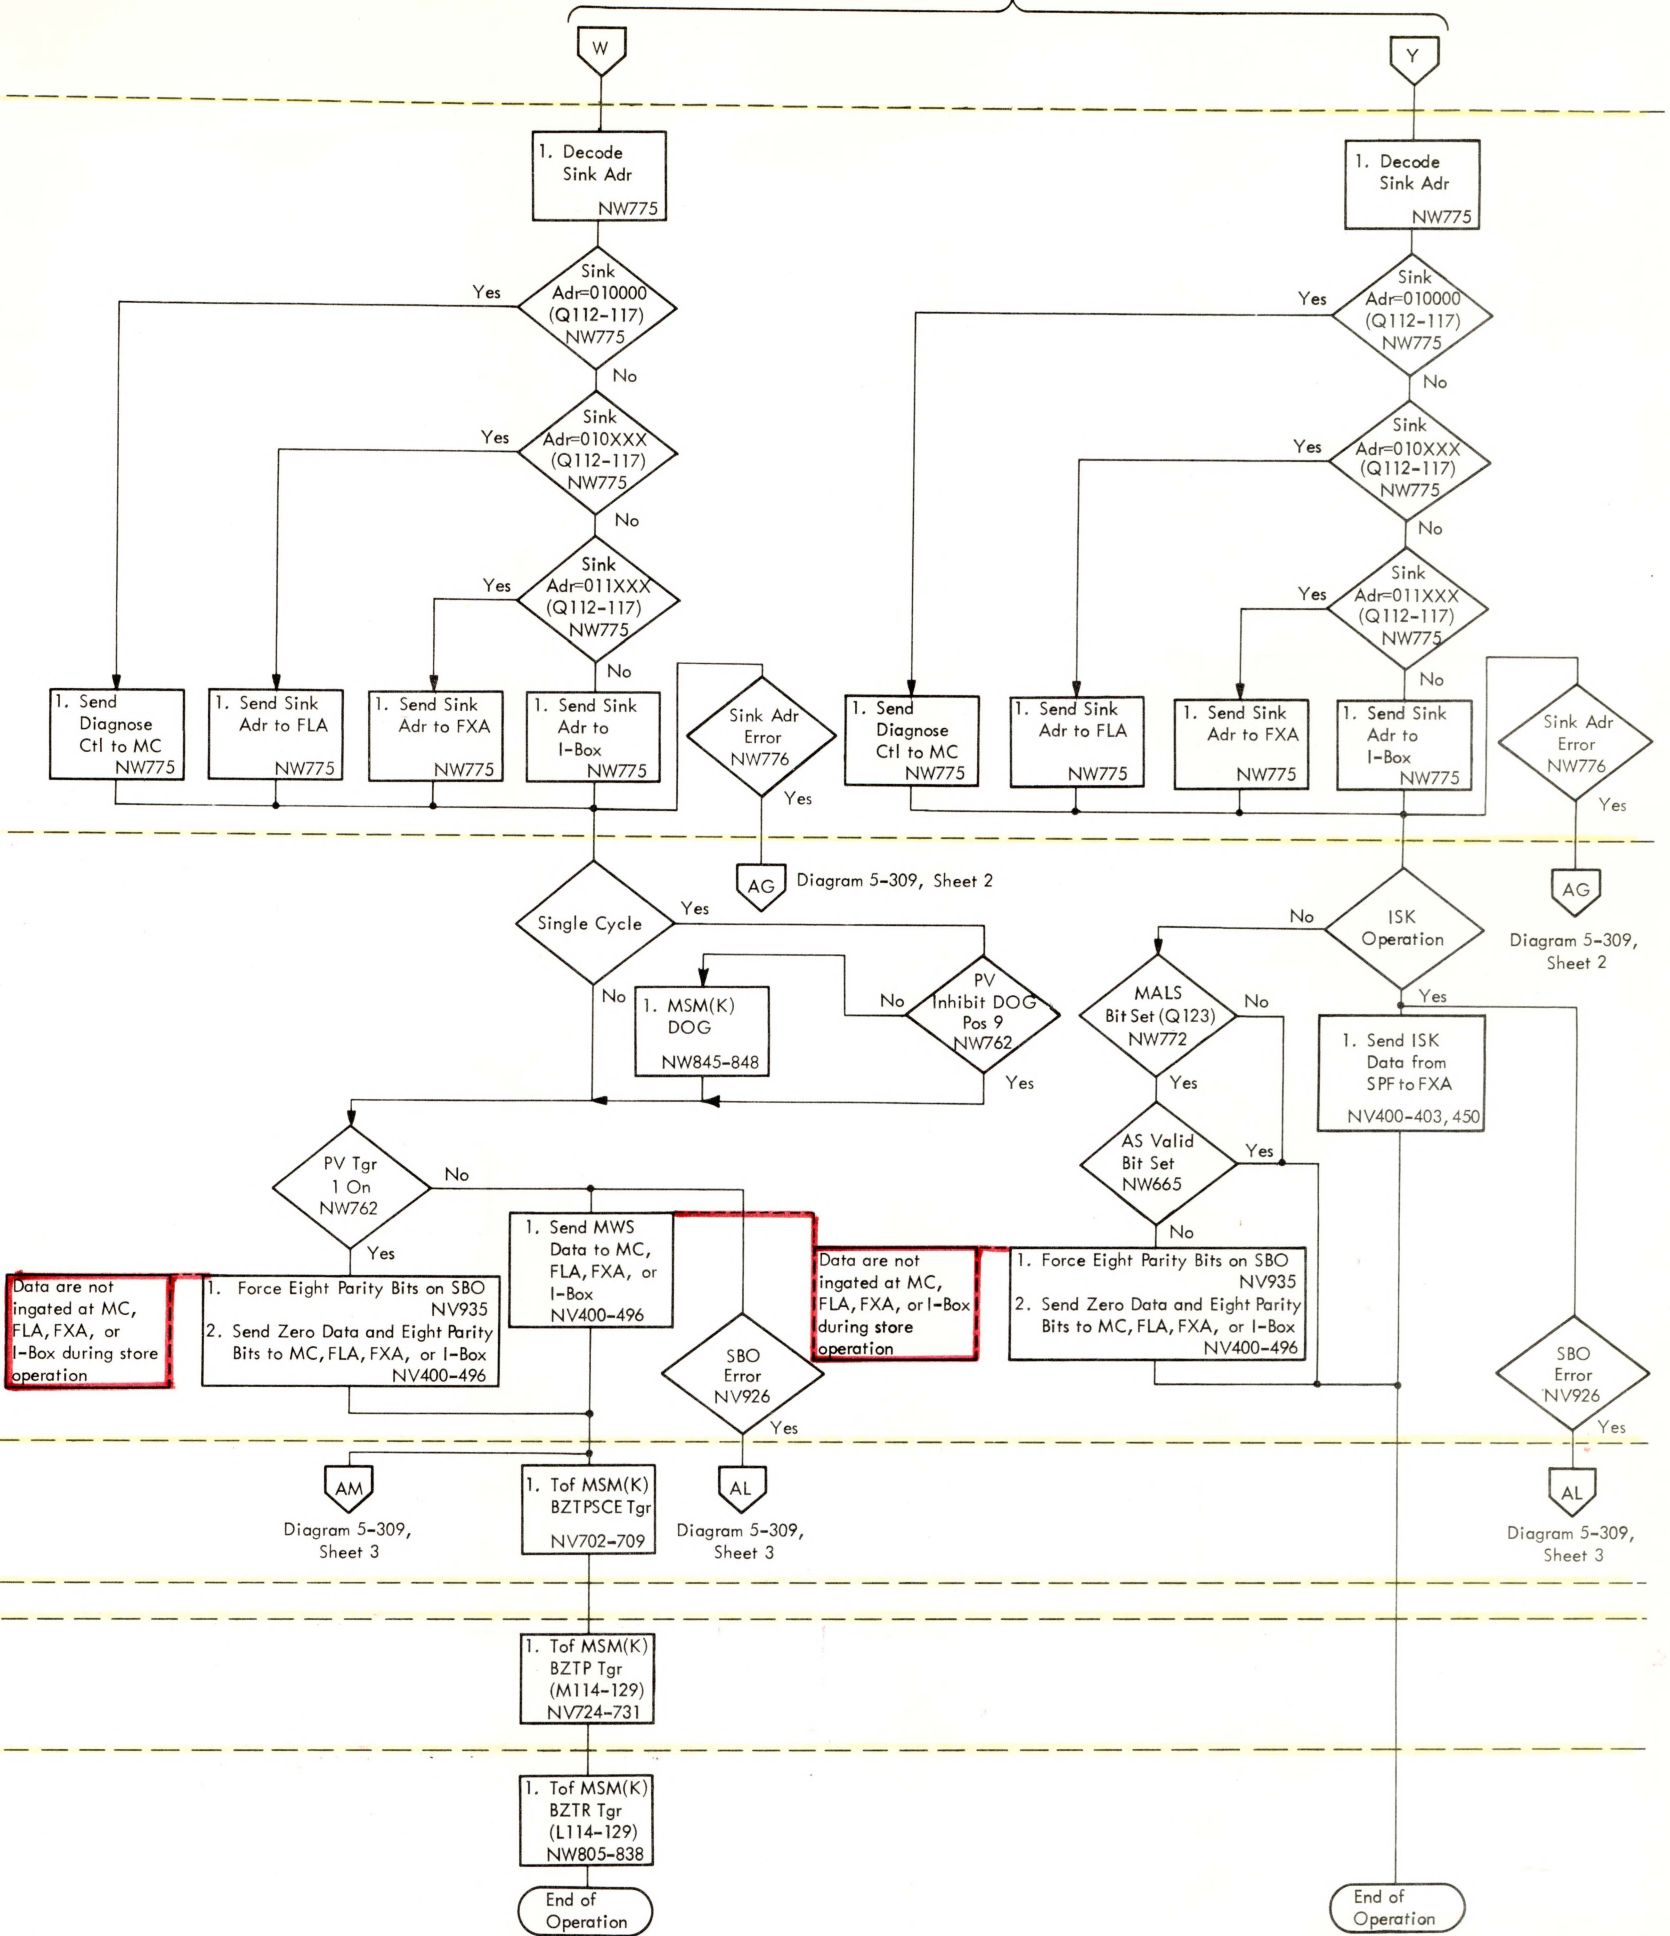 W
Y
1. Decode
Sink Adr
NW775
1. Decode
Sink Adr
NW775
Sink
Adr=010000
(Q112-117)
NW775
Yes
No
Sink
Adr=010000
(Q112-117)
NW775
Yes
No
Sink
Adr=010XXX
(Q112-117)
NW775
Yes
No
Sink
Adr=010XXX
(Q112-117)
NW775
Yes
No
Sink
Adr=011XXX
(Q112-117)
NW775
Yes
No
Sink
Adr=011XXX
(Q112-117)
NW775
Yes
No
1. Send
Diagnose
Ctl to MC
NW775
1. Send Sink
Adr to FLA
NW775
1. Send Sink
Adr to FXA
NW775
1. Send Sink
Adr to
I-Box
NW775
Sink Adr
Error
NW776
Yes
1. Send
Diagnose
Ctl to MC
NW775
1. Send Sink
Adr to FLA
NW775
1. Send Sink
Adr to FXA
NW775
1. Send Sink
Adr to
I-Box
NW775
Sink Adr
Error
NW776
Yes
AG
Diagram 5-309, Sheet 2
AG
Diagram 5-309,
Sheet 2
Single Cycle
Yes
No
1. MSM(K)
DOG
NW845-848
PV
Inhibit DOG
Pos 9
NW762
No
Yes
ISK
Operation
No
Yes
MALS
Bit Set (Q123)
NW772
No
Yes
1. Send ISK
Data from
SPF to FXA
NV400-403, 450
AS Valid
Bit Set
NW665
Yes
No
PV Tgr
1 On
NW762
No
Yes
Data are not
ingated at MC,
FLA, FXA, or
I-Box during store
operation
1. Force Eight Parity Bits on SBO
NV935
2. Send Zero Data and Eight Parity
Bits to MC, FLA, FXA, or I-Box
NV400-496
1. Send MWS
Data to MC,
FLA, FXA, or
I-Box
NV400-496
SBO
Error
NV926
Yes
Data are not
ingated at MC,
FLA, FXA, or I-Box
during store
operation
1. Force Eight Parity Bits on SBO
NV935
2. Send Zero Data and Eight Parity
Bits to MC, FLA, FXA, or I-Box
NV400-496
SBO
Error
NV926
Yes
AM
Diagram 5-309,
Sheet 3
1. Tof MSM(K)
BZTPSCE Tgr
NV702-709
AL
Diagram 5-309,
Sheet 3
AL
Diagram 5-309,
Sheet 3
1. Tof MSM(K)
BZTP Tgr
(M114-129)
NV724-731
1. Tof MSM(K)
BZTR Tgr
(L114-129)
NW805-838
End of
Operation
End of
Operation